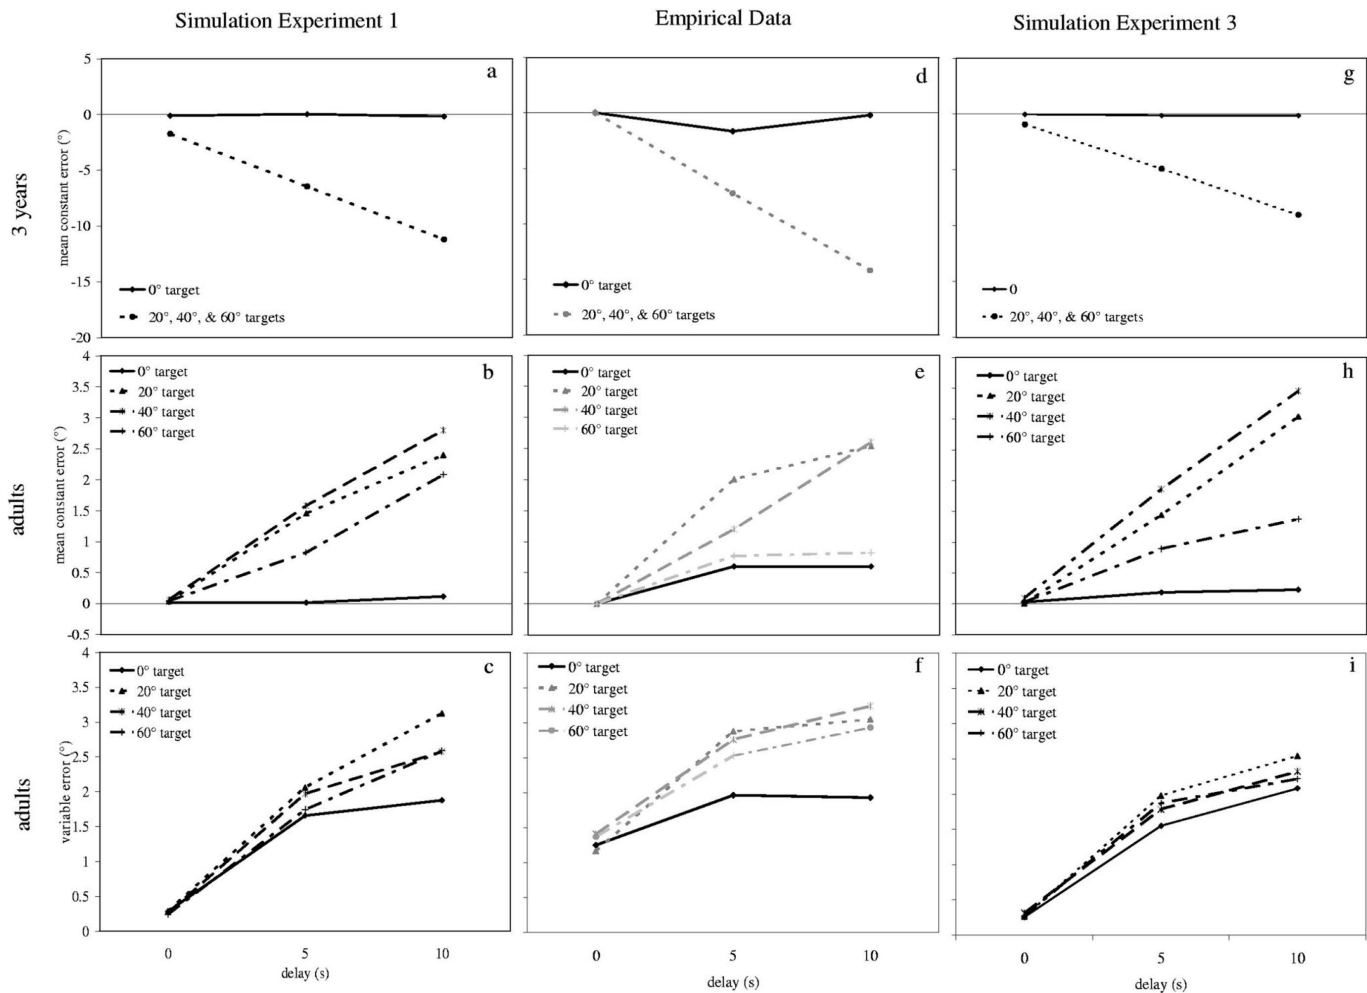 Simulation Experiment 1
Empirical Data
Simulation Experiment 3
3 years
mean constant error (°)
5
0
-5
-10
-15
-20
a
0° target
20°, 40°, & 60° targets
d
0° target
20°, 40°, & 60° targets
g
0
20°, 40°, & 60° targets
adults
mean constant error (°)
4
3.5
3
2.5
2
1.5
1
0.5
0
-0.5
b
0° target
20° target
40° target
60° target
e
0° target
20° target
40° target
60° target
h
0° target
20° target
40° target
60° target
adults
variable error (°)
4
3.5
3
2.5
2
1.5
1
0.5
0
c
0° target
20° target
40° target
60° target
f
0° target
20° target
40° target
60° target
i
0° target
20° target
40° target
60° target
0 5 10
delay (s)
0 5 10
delay (s)
0 5 10
delay (s)